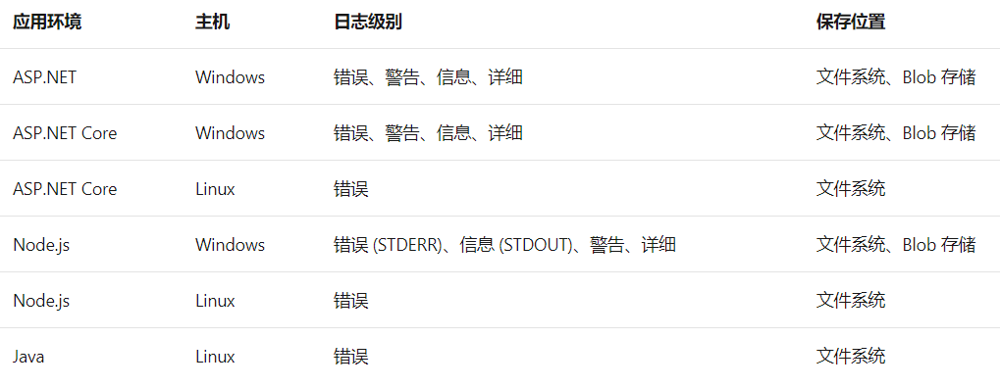 应用环境 主机 日志级别 保存位置
ASP.NET Windows 错误、警告、信息、详细 文件系统、Blob 存储
ASP.NET Core Windows 错误、警告、信息、详细 文件系统、Blob 存储
ASP.NET Core Linux 错误 文件系统
Node.js Windows 错误 (STDERR)、信息 (STDOUT)、警告、详细 文件系统、Blob 存储
Node.js Linux 错误 文件系统
Java Linux 错误 文件系统